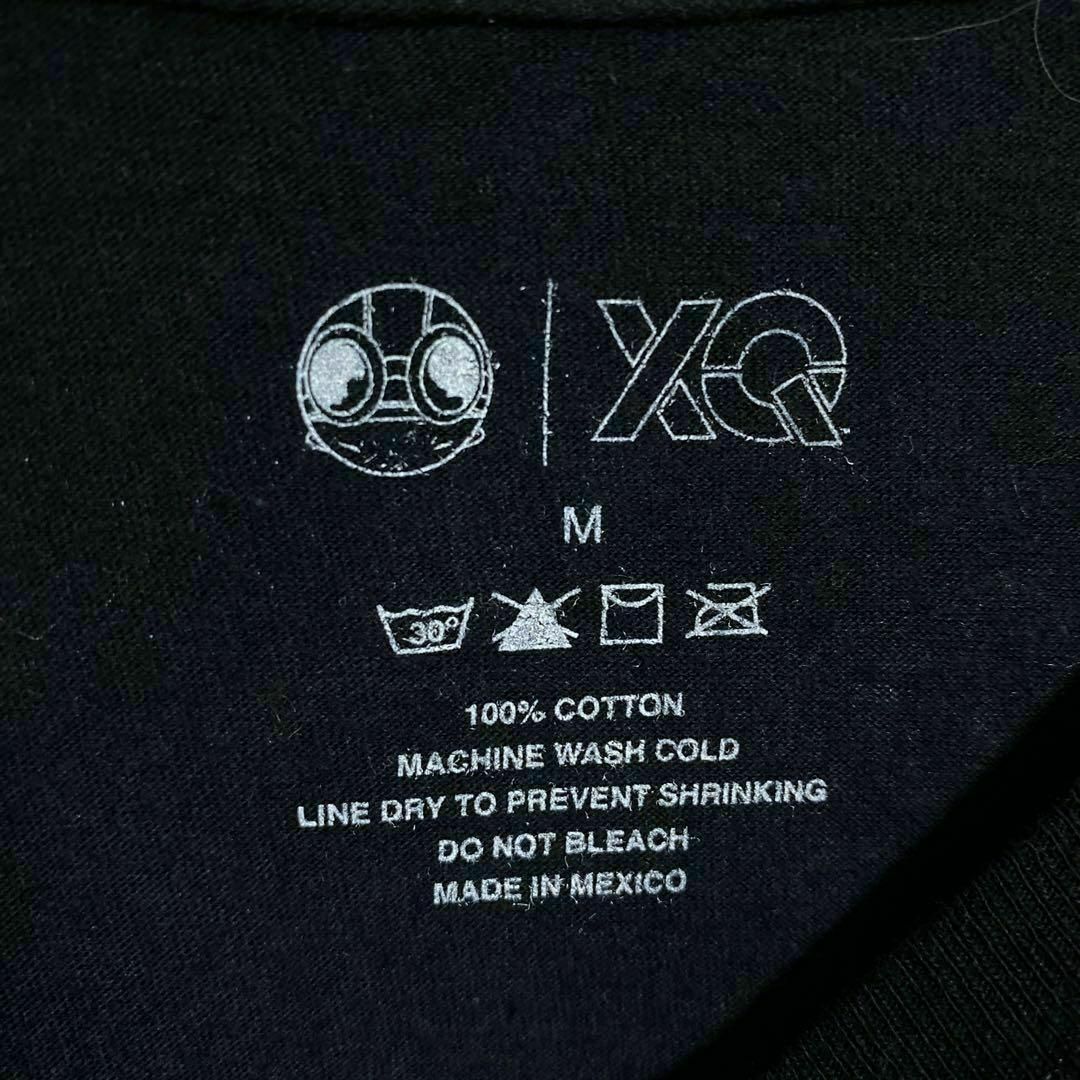 XQ
M
30°
100% COTTON
MACHINE WASH COLD
LINE DRY TO PREVENT SHRINKING
DO NOT BLEACH
MADE IN MEXICO